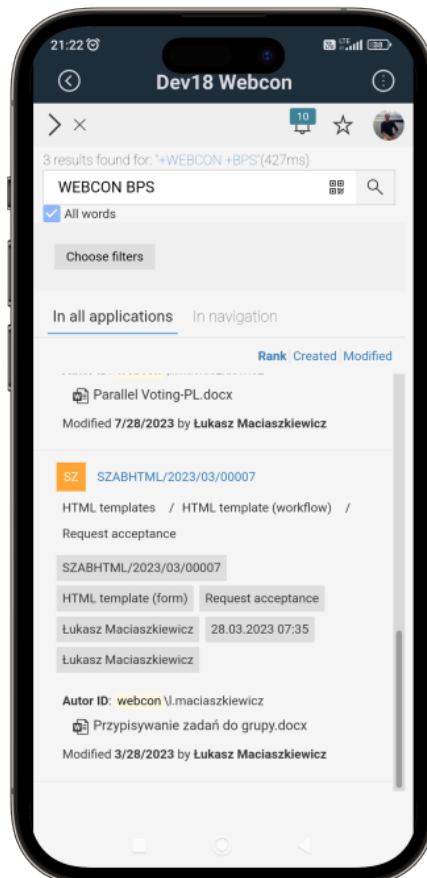 21:22
38
Dev18 Webcon
10
3 results found for: "+WEBCON +BPS"(427ms)
WEBCON BPS
All words
Choose filters
In all applications In navigation
Rank Created Modified
Parallel Voting-PL.docx
Modified 7/28/2023 by Łukasz Maciaszkiewicz
SZ SZABHTML/2023/03/00007
HTML templates / HTML template (workflow) /
Request acceptance
SZABHTML/2023/03/00007
HTML template (form) Request acceptance
Łukasz Maciaszkiewicz 28.03.2023 07:35
Łukasz Maciaszkiewicz
Autor ID: webcon \l.maciaszkiewicz
Przypisywanie zadań do grupy.docx
Modified 3/28/2023 by Łukasz Maciaszkiewicz